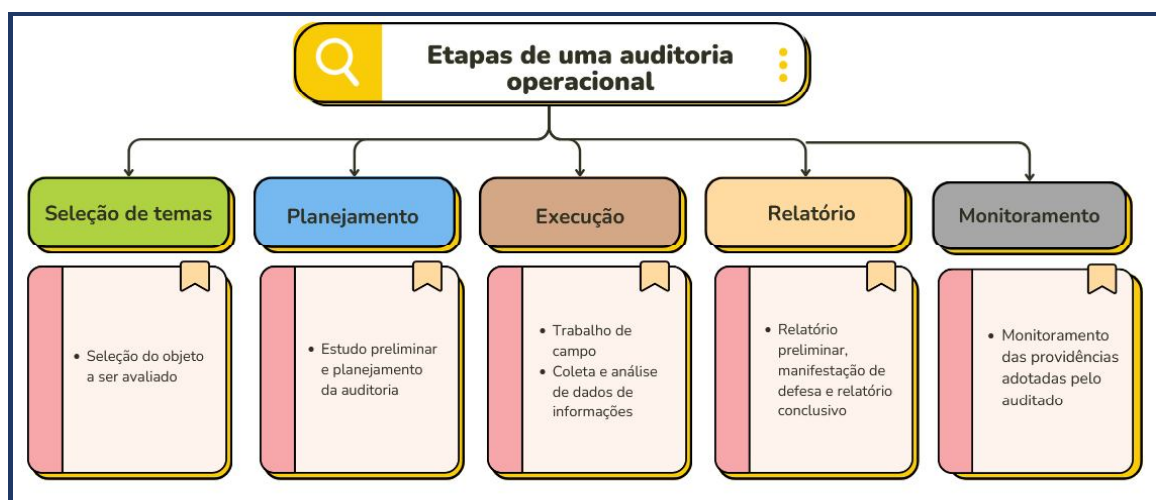 Etapas de uma auditoria
operacional
Seleção de temas
Planejamento
Execução
Relatório
Monitoramento
• Seleção do objeto
a ser avaliado
• Estudo preliminar
e planejamento
da auditoria
• Trabalho de
campo
• Coleta e análise
de dados de
informações
• Relatório
preliminar,
manifestação de
defesa e relatório
conclusivo
• Monitoramento
das providências
adotadas pelo
auditado